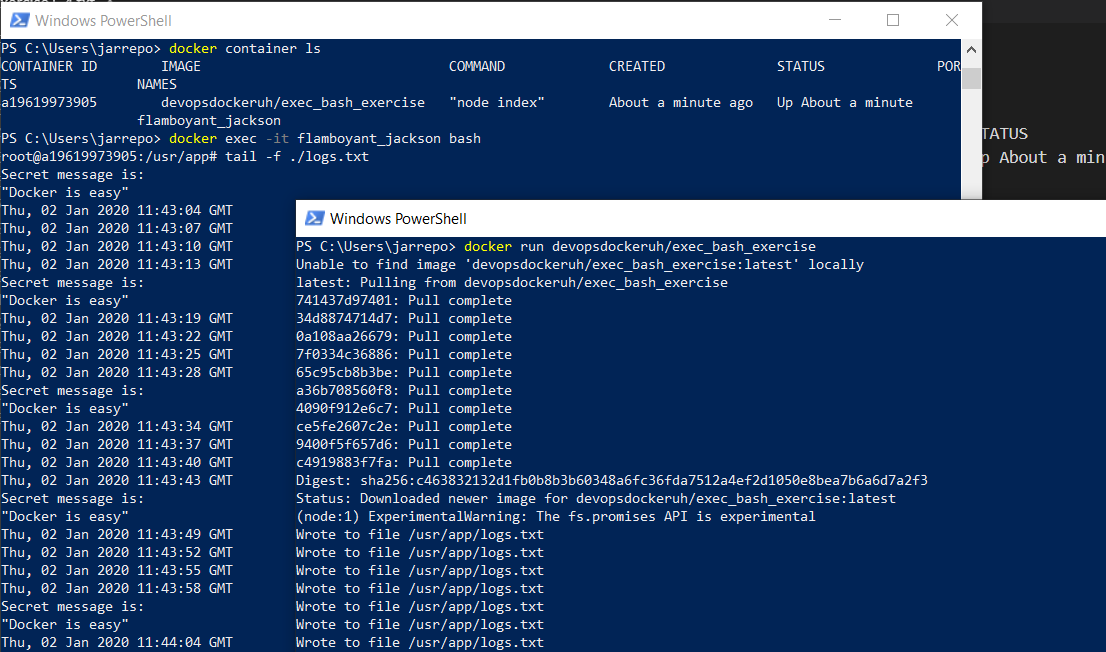 Windows PowerShell
PS C:\Users\jarrepo> docker container ls
CONTAINER ID        IMAGE                               COMMAND             CREATED             STATUS              POR
TS               NAMES
a19619973905        devopsdockeruh/exec_bash_exercise   "node index"        About a minute ago   Up About a minute
                 flamboyant_jackson
PS C:\Users\jarrepo> docker exec -it flamboyant_jackson bash
root@a19619973905:/usr/app# tail -f ./logs.txt
Secret message is:
"Docker is easy"
Thu, 02 Jan 2020 11:43:04 GMT
Thu, 02 Jan 2020 11:43:07 GMT
Thu, 02 Jan 2020 11:43:10 GMT
Thu, 02 Jan 2020 11:43:13 GMT
Secret message is:
"Docker is easy"
Thu, 02 Jan 2020 11:43:19 GMT
Thu, 02 Jan 2020 11:43:22 GMT
Thu, 02 Jan 2020 11:43:25 GMT
Thu, 02 Jan 2020 11:43:28 GMT
Secret message is:
"Docker is easy"
Thu, 02 Jan 2020 11:43:34 GMT
Thu, 02 Jan 2020 11:43:37 GMT
Thu, 02 Jan 2020 11:43:40 GMT
Thu, 02 Jan 2020 11:43:43 GMT
Secret message is:
"Docker is easy"
Thu, 02 Jan 2020 11:43:49 GMT
Thu, 02 Jan 2020 11:43:52 GMT
Thu, 02 Jan 2020 11:43:55 GMT
Thu, 02 Jan 2020 11:43:58 GMT
Secret message is:
"Docker is easy"
Thu, 02 Jan 2020 11:44:04 GMT
TATUS
p About a min
Windows PowerShell
PS C:\Users\jarrepo> docker run devopsdockeruh/exec_bash_exercise
Unable to find image 'devopsdockeruh/exec_bash_exercise:latest' locally
latest: Pulling from devopsdockeruh/exec_bash_exercise
741437d97401: Pull complete
34d8874714d7: Pull complete
0a108aa26679: Pull complete
7f0334c36886: Pull complete
65c95cb8b3be: Pull complete
a36b708560f8: Pull complete
4090f912e6c7: Pull complete
ce5fe2607c2e: Pull complete
9400f5f657d6: Pull complete
c4919883f7fa: Pull complete
Digest: sha256:c463832132d1fb0b8b3b60348a6fc36fda7512a4ef2d1050e8bea7b6a6d7a2f3
Status: Downloaded newer image for devopsdockeruh/exec_bash_exercise:latest
(node:1) ExperimentalWarning: The fs.promises API is experimental
Wrote to file /usr/app/logs.txt
Wrote to file /usr/app/logs.txt
Wrote to file /usr/app/logs.txt
Wrote to file /usr/app/logs.txt
Wrote to file /usr/app/logs.txt
Wrote to file /usr/app/logs.txt
Wrote to file /usr/app/logs.txt